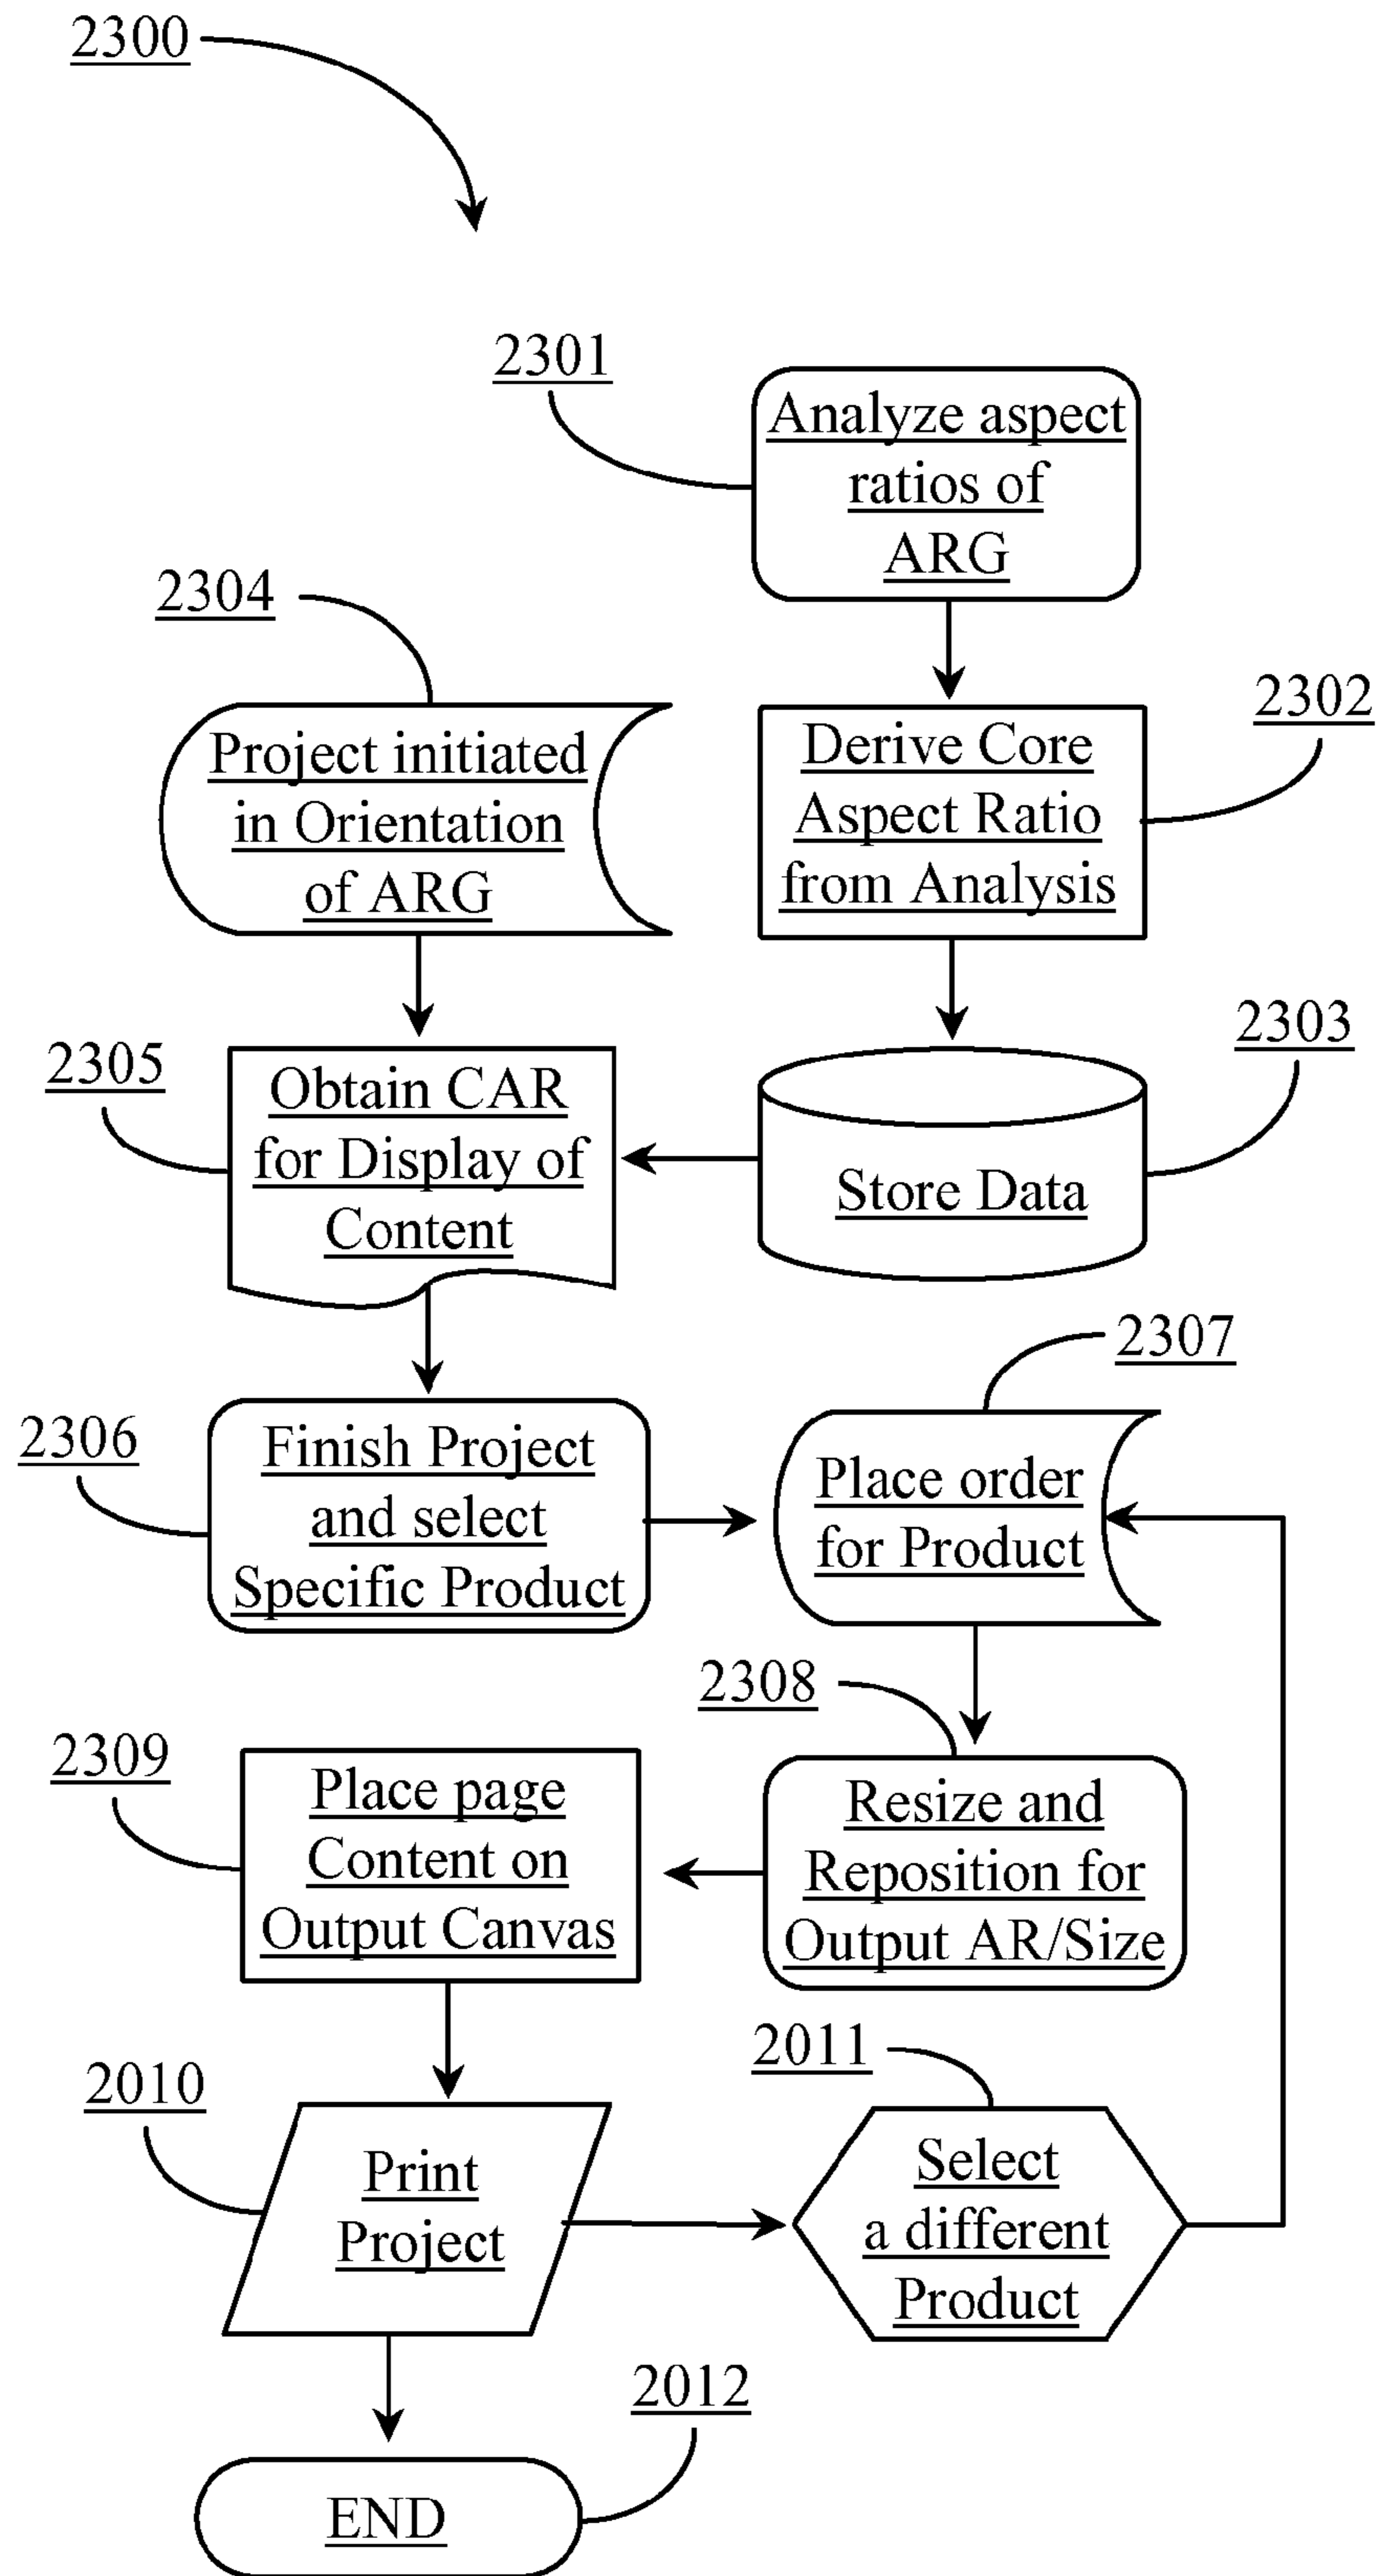 2300
2301
Analyze aspect
ratios of
ARG
2304
Project initiated
in Orientation
of ARG
2302
Derive Core
Aspect Ratio
from Analysis
2305
Obtain CAR
for Display of
Content
2303
Store Data
2306
Finish Project
and select
Specific Product
2307
Place order
for Product
2308
Resize and
Reposition for
Output AR/Size
2309
Place page
Content on
Output Canvas
2010
Print
Project
2011
Select
a different
Product
2012
END